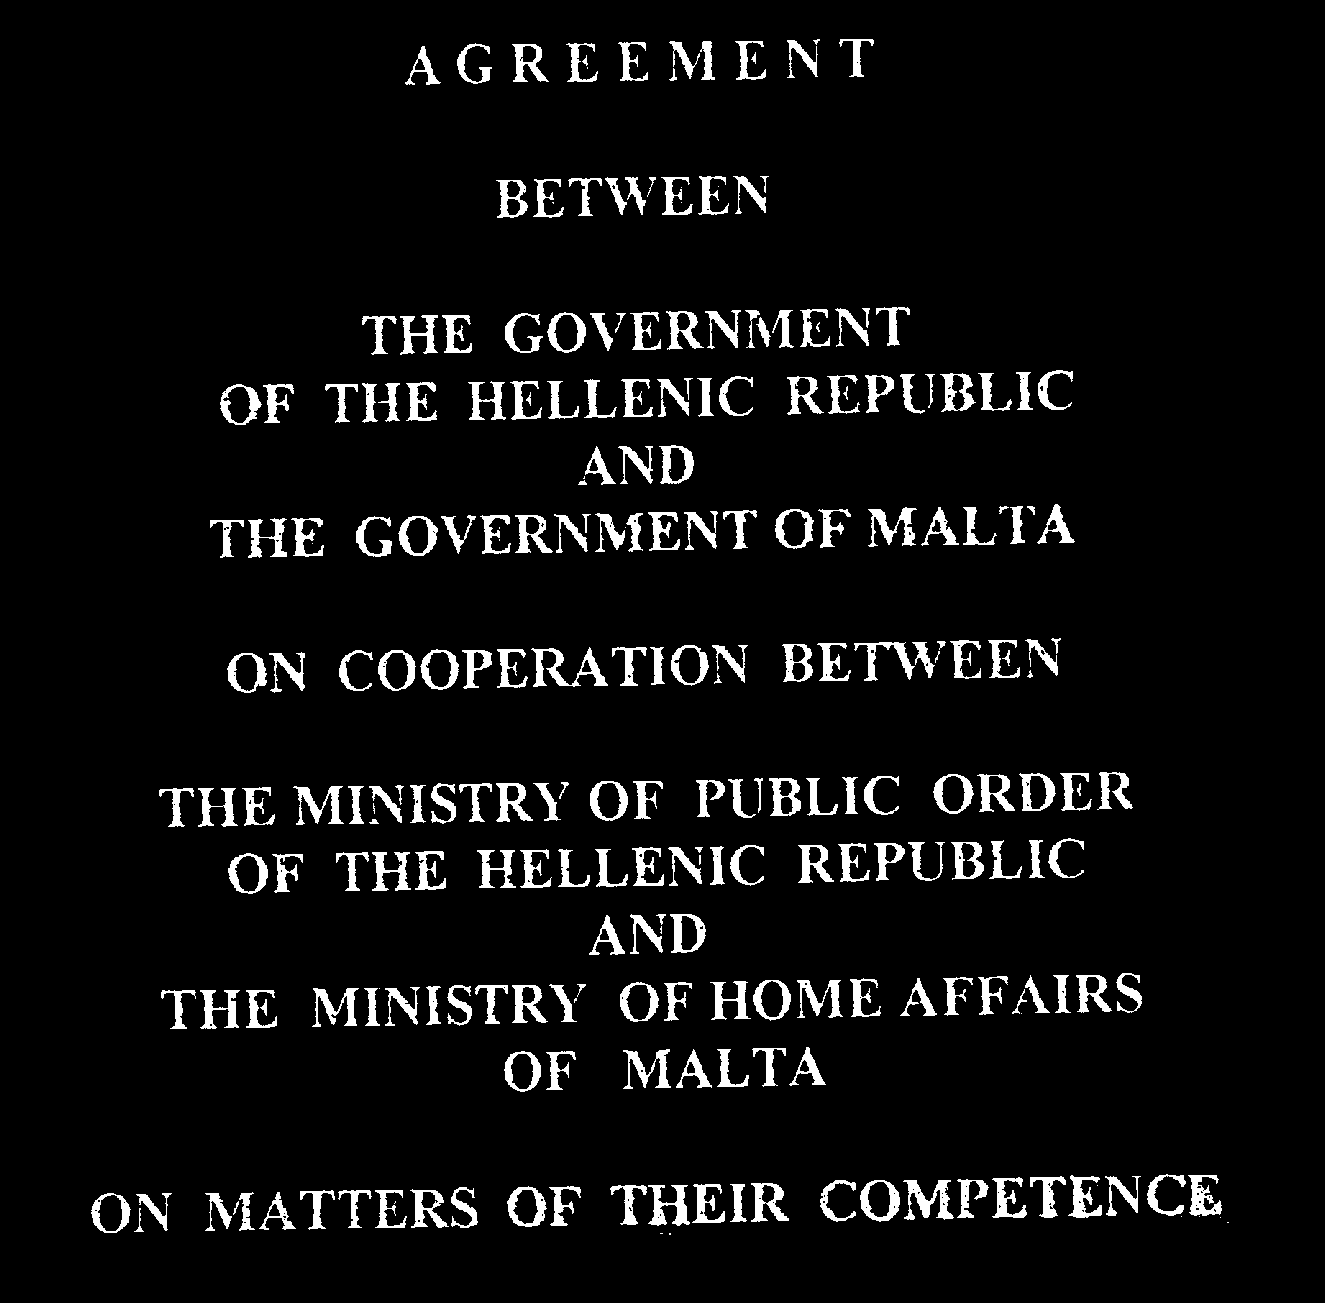 AGREEMENT
BETWEEN
THE GOVERNMENT
OF THE HELLENIC REPUBLIC
AND
THE GOVERNMENT OF MALTA
ON COOPERATION BETWEEN
THE MINISTRY OF PUBLIC ORDER
OF THE HELLENIC REPUBLIC
AND
THE MINISTRY OF HOME AFFAIRS
OF MALTA
ON MATTERS OF THEIR COMPETENCE